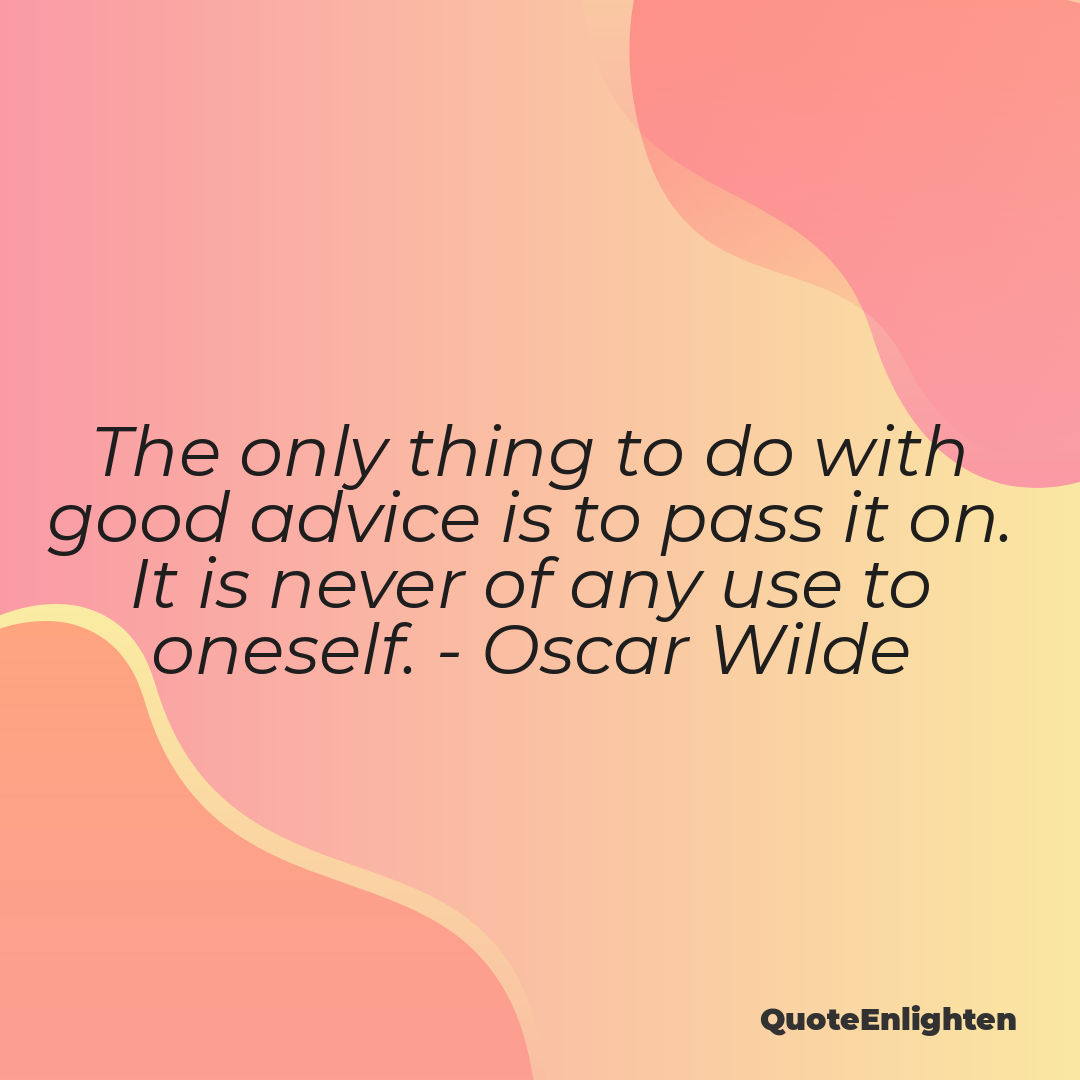 The only thing to do with
good advice is to pass it on.
It is never of any use to
oneself. - Oscar Wilde
QuoteEnlighten